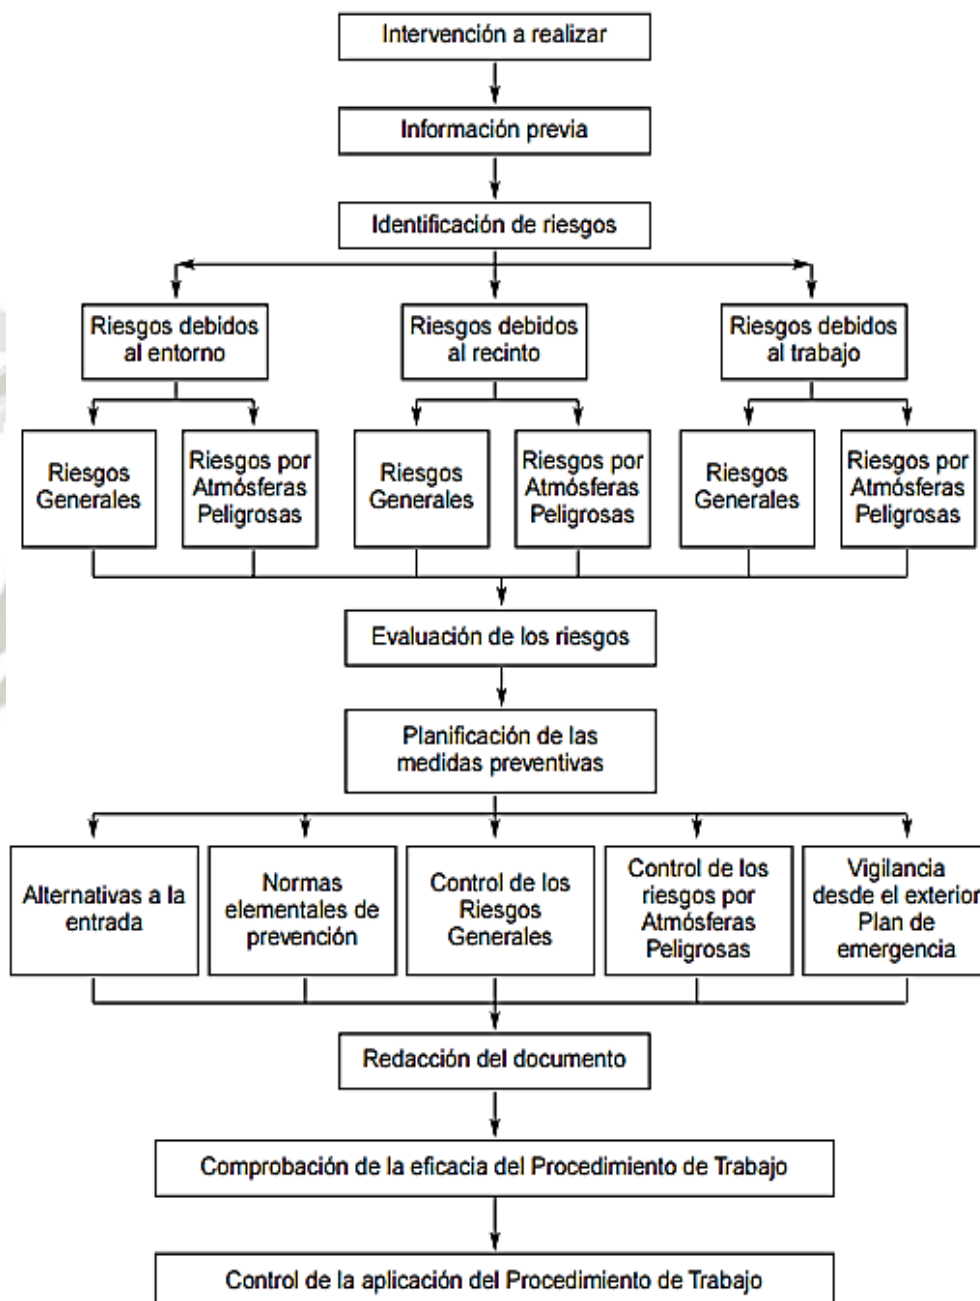 Intervención a realizar
Información previa
Identificación de riesgos
Riesgos debidos
al entorno
Riesgos debidos
al recinto
Riesgos debidos
al trabajo
Riesgos
Generales
Riesgos por
Atmósferas
Peligrosas
Riesgos
Generales
Riesgos por
Atmósferas
Peligrosas
Riesgos
Generales
Riesgos por
Atmósferas
Peligrosas
Evaluación de los riesgos
Planificación de las
medidas preventivas
Alternativas a la
entrada
Normas
elementales de
prevención
Control de los
Riesgos
Generales
Control de los
riesgos por
Atmósferas
Peligrosas
Vigilancia
desde el exterior
Plan de
emergencia
Redacción del documento
Comprobación de la eficacia del Procedimiento de Trabajo
Control de la aplicación del Procedimiento de Trabajo